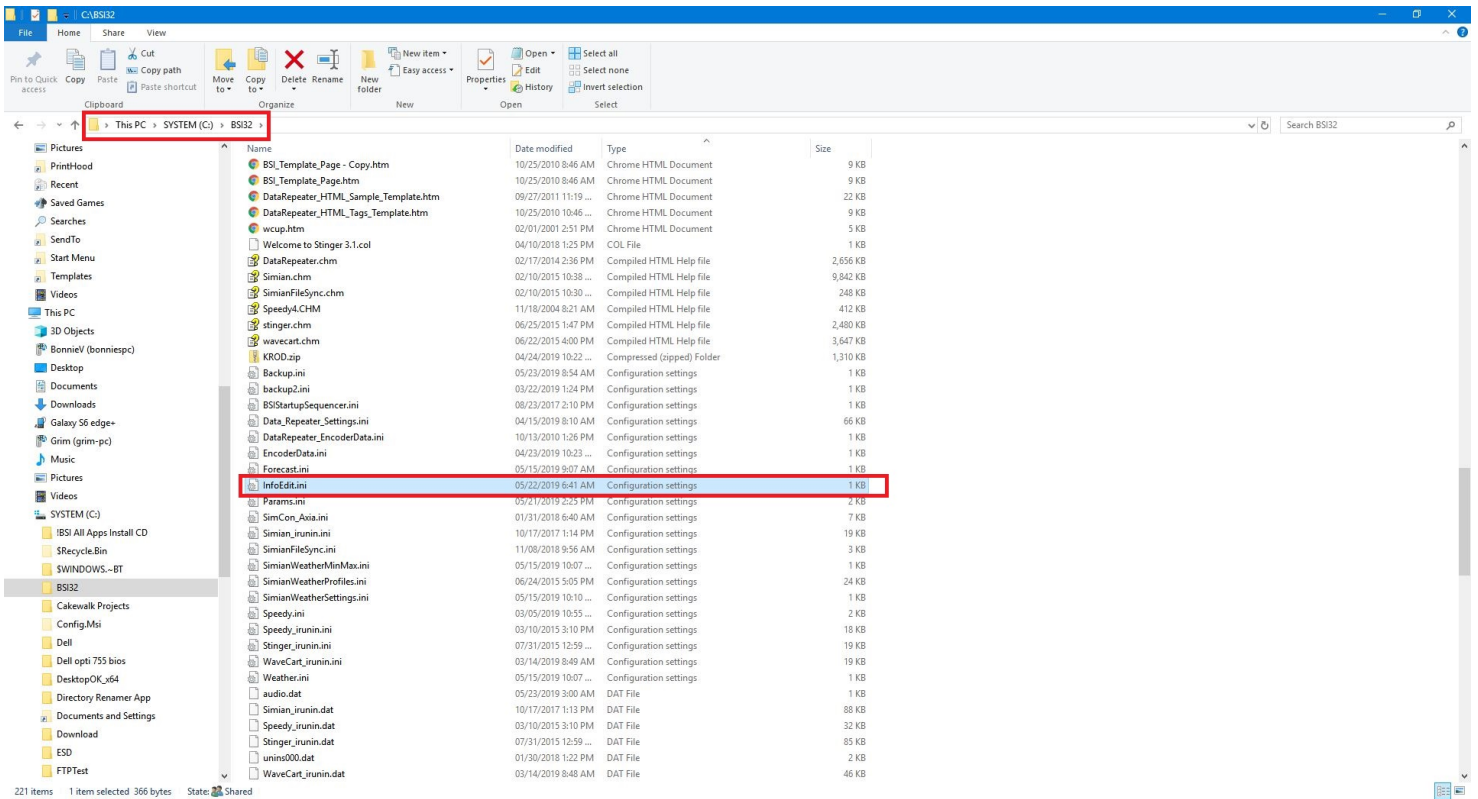 C:\BSI32
File Home Share View
Pin to Quick access
Copy
Paste
Cut
Copy path
Paste shortcut
Move to
Copy to
Delete
Rename
New folder
New item
Easy access
Properties
Open
Edit
History
Select all
Select none
Invert selection
Clipboard Organize New Open Select
This PC SYSTEM (C:) BSI32
Search BSI32
Pictures
PrintHood
Recent
Saved Games
Searches
SendTo
Start Menu
Templates
Videos
This PC
3D Objects
BonnieV (bonniespc)
Desktop
Documents
Downloads
Galaxy S6 edge+
Grim (grim-pc)
Music
Pictures
Videos
SYSTEM (C:)
!BSI All Apps Install CD
$Recycle.Bin
$WINDOWS.~BT
BSI32
Cakewalk Projects
Config.Msi
Dell
Dell opti 755 bios
DesktopOK_x64
Directory Renamer App
Documents and Settings
Download
ESD
FTPTest
Name Date modified Type Size
BSI_Template_Page - Copy.htm 10/25/2010 8:46 AM Chrome HTML Document 9 KB
BSI_Template_Page.htm 10/25/2010 8:46 AM Chrome HTML Document 9 KB
DataRepeater_HTML_Sample_Template.htm 09/27/2011 11:19 ... Chrome HTML Document 22 KB
DataRepeater_HTML_Tags_Template.htm 10/25/2010 10:46 ... Chrome HTML Document 9 KB
wcup.htm 02/01/2001 2:51 PM Chrome HTML Document 5 KB
Welcome to Stinger 3.1.col 04/10/2018 1:25 PM COL File 1 KB
DataRepeater.chm 02/17/2014 2:36 PM Compiled HTML Help file 2,656 KB
Simian.chm 02/10/2015 10:38 ... Compiled HTML Help file 9,842 KB
SimianFileSync.chm 02/10/2015 10:30 ... Compiled HTML Help file 248 KB
Speedy4.CHM 11/18/2004 8:21 AM Compiled HTML Help file 412 KB
stinger.chm 06/25/2015 1:47 PM Compiled HTML Help file 2,480 KB
wavecart.chm 06/22/2015 4:00 PM Compiled HTML Help file 3,647 KB
KROD.zip 04/24/2019 10:22 ... Compressed (zipped) Folder 1,310 KB
Backup.ini 05/23/2019 8:54 AM Configuration settings 1 KB
backup2.ini 03/22/2019 1:24 PM Configuration settings 1 KB
BSIStartupSequencer.ini 08/23/2017 2:10 PM Configuration settings 1 KB
Data_Repeater_Settings.ini 04/15/2019 8:10 AM Configuration settings 66 KB
DataRepeater_EncoderData.ini 10/13/2010 1:26 PM Configuration settings 1 KB
EncoderData.ini 04/23/2019 10:23 ... Configuration settings 1 KB
Forecast.ini 05/15/2019 9:07 AM Configuration settings 1 KB
InfoEdit.ini 05/22/2019 6:41 AM Configuration settings 1 KB
Params.ini 05/21/2019 2:25 PM Configuration settings 2 KB
SimCon_Axia.ini 01/31/2018 6:40 AM Configuration settings 7 KB
Simian_irunin.ini 10/17/2017 1:14 PM Configuration settings 19 KB
SimianFileSync.ini 11/08/2018 9:56 AM Configuration settings 3 KB
SimianWeatherMinMax.ini 05/15/2019 10:07 ... Configuration settings 1 KB
SimianWeatherProfiles.ini 06/24/2015 5:05 PM Configuration settings 24 KB
SimianWeatherSettings.ini 05/15/2019 10:10 ... Configuration settings 1 KB
Speedy.ini 03/05/2019 10:55 ... Configuration settings 2 KB
Speedy_irunin.ini 03/10/2015 3:10 PM Configuration settings 18 KB
Stinger_irunin.ini 07/31/2015 12:59 ... Configuration settings 19 KB
WaveCart_irunin.ini 03/14/2019 8:49 AM Configuration settings 19 KB
Weather.ini 05/15/2019 10:07 ... Configuration settings 1 KB
audio.dat 05/23/2019 3:00 AM DAT File 1 KB
Simian_irunin.dat 10/17/2017 1:13 PM DAT File 88 KB
Speedy_irunin.dat 03/10/2015 3:10 PM DAT File 32 KB
Stinger_irunin.dat 07/31/2015 12:59 ... DAT File 85 KB
unins000.dat 01/30/2018 1:22 PM DAT File 2 KB
WaveCart_irunin.dat 03/14/2019 8:48 AM DAT File 46 KB
221 items 1 item selected 366 bytes State: Shared